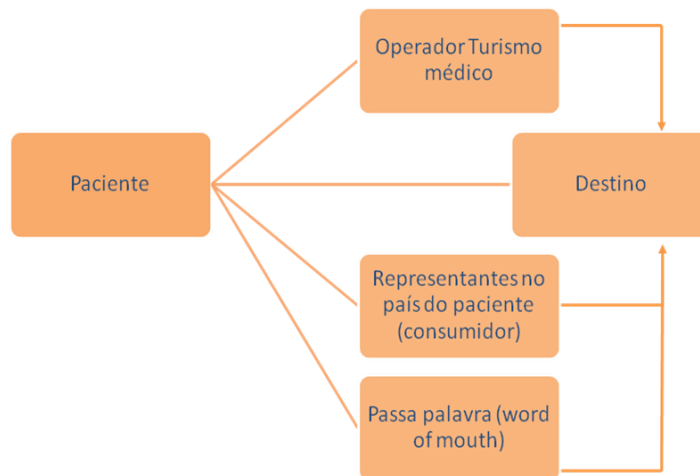 Operador Turismo
médico
Paciente
Destino
Representantes no
país do paciente
(consumidor)
Passa palavra (word
of mouth)